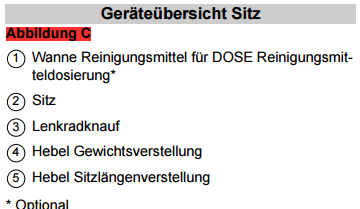 Geräteübersicht Sitz
Abbildung C
1 Wanne Reinigungsmittel für DOSE Reinigungsmit-
teldosierung*
2 Sitz
3 Lenkradknauf
4 Hebel Gewichtsverstellung
5 Hebel Sitzlängenverstellung
* Optional